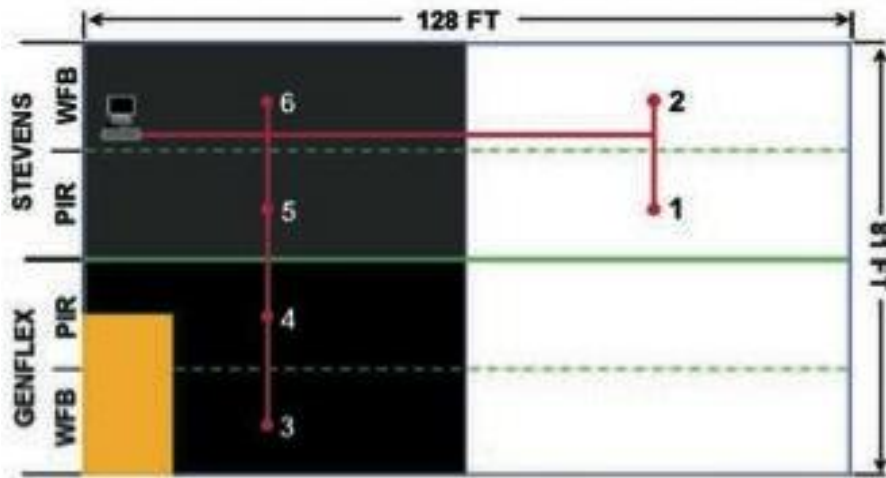 128 FT
STEVENS
WFB
PIR
GENFLEX
PIR
WFB
6
2
5
1
4
3
81 FT